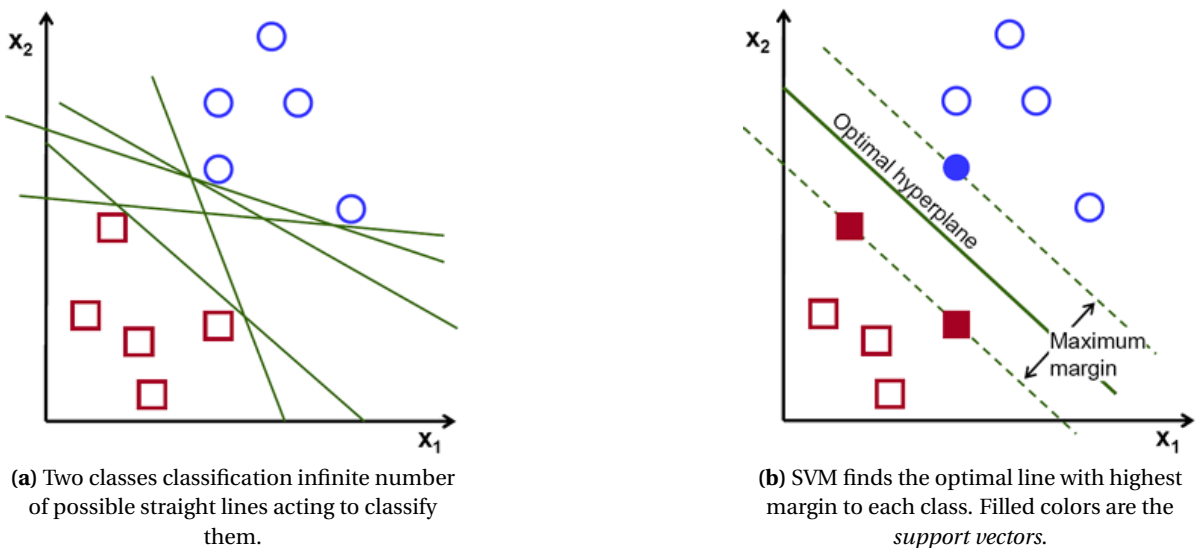 x2
x1
(a) Two classes classification infinite number
of possible straight lines acting to classify
them.
x2
Optimal hyperplane
Maximum
margin
x1
(b) SVM finds the optimal line with highest
margin to each class. Filled colors are the
support vectors.